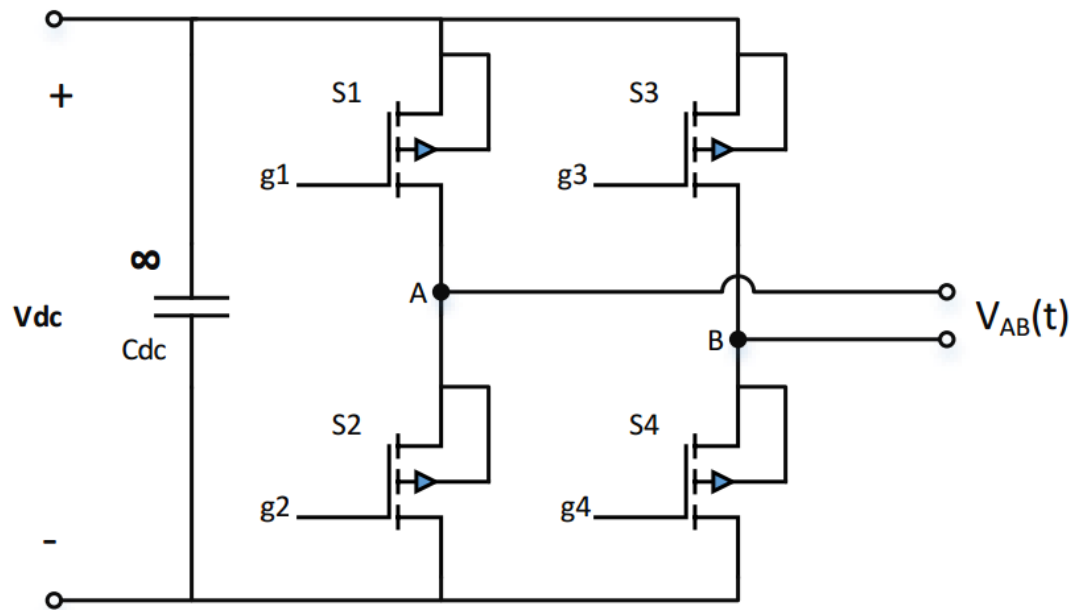 +
S1
S3
g1
g3
∞
Vdc
Cdc
A
B
VAB(t)
S2
S4
g2
g4
-